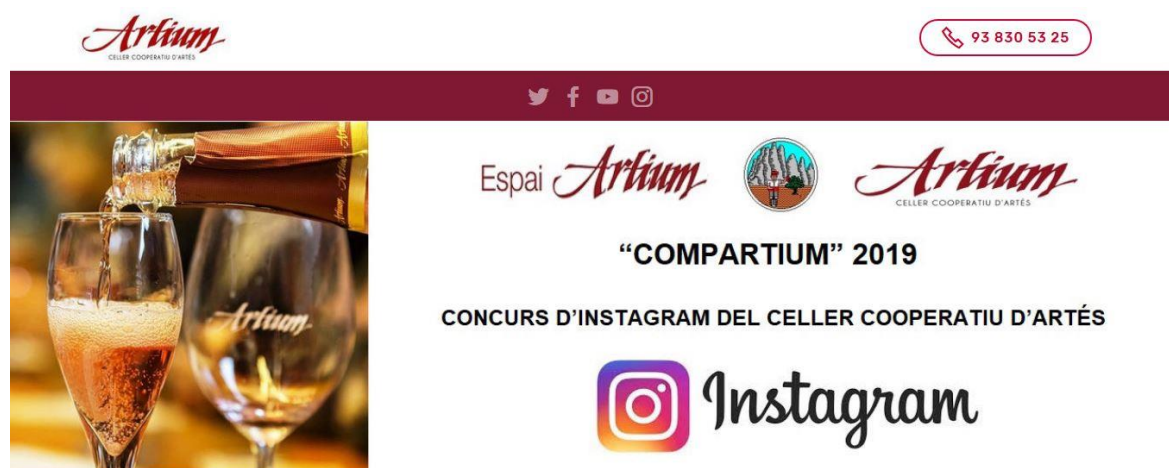 Artium
CELLER COOPERATIU D'ARTÉS
93 830 53 25
Artium
Espai Artium
Artium
CELLER COOPERATIU D'ARTÉS
“COMPARTIUM” 2019
CONCURS D’INSTAGRAM DEL CELLER COOPERATIU D’ARTÉS
Instagram